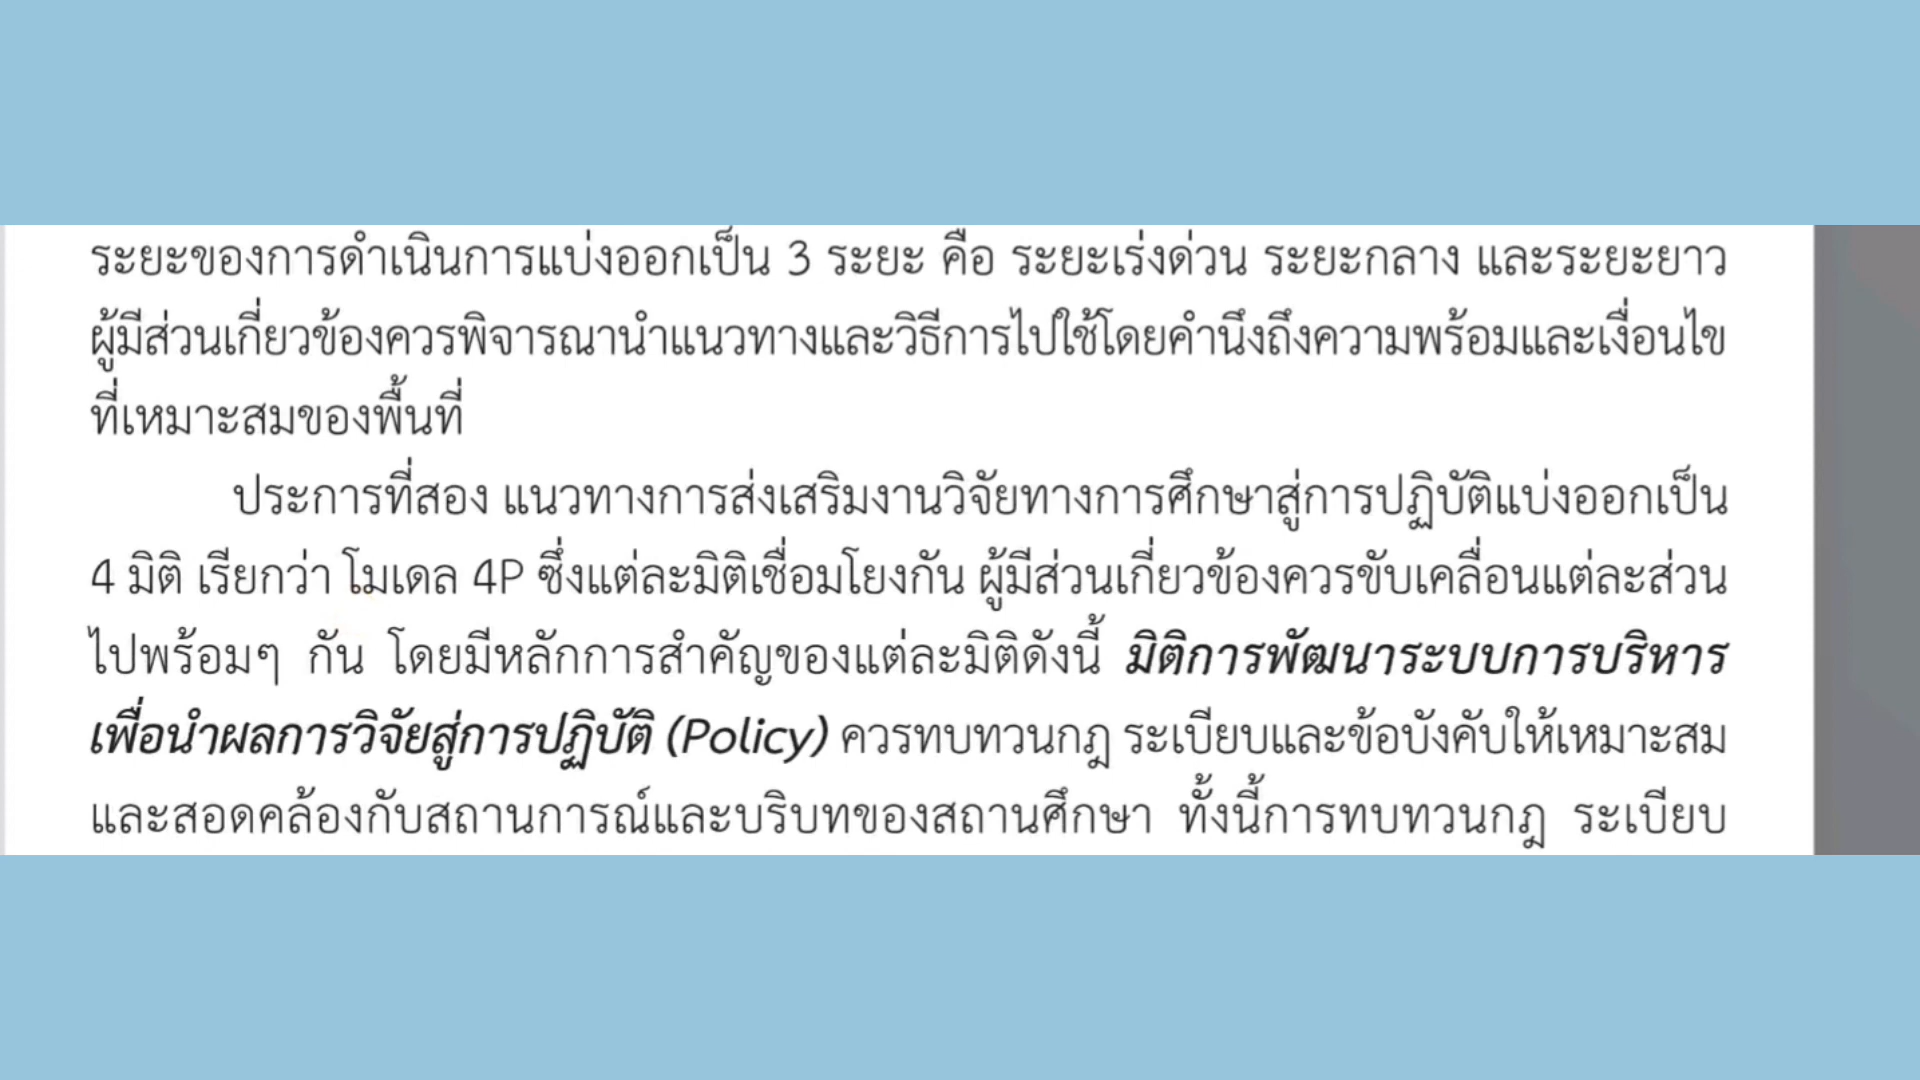 ระยะของการดำเนินการแบ่งออกเป็น 3 ระยะ คือ ระยะเร่งด่วน ระยะกลาง และระยะยาว
ผู้มีส่วนเกี่ยวข้องควรพิจารณานำแนวทางและวิธีการไปใช้โดยคำนึงถึงความพร้อมและเงื่อนไข
ที่เหมาะสมของพื้นที่
ประการที่สอง แนวทางการส่งเสริมงานวิจัยทางการศึกษาสู่การปฏิบัติแบ่งออกเป็น
4 มิติ เรียกว่า โมเดล 4P ซึ่งแต่ละมิติเชื่อมโยงกัน ผู้มีส่วนเกี่ยวข้องควรขับเคลื่อนแต่ละส่วน
ไปพร้อมๆ กัน โดยมีหลักการสำคัญของแต่ละมิติดังนี้ มิติการพัฒนาระบบการบริหาร
เพื่อนำผลการวิจัยสู่การปฏิบัติ (Policy) ควรทบทวนกฎ ระเบียบและข้อบังคับให้เหมาะสม
และสอดคล้องกับสถานการณ์และบริบทของสถานศึกษา ทั้งนี้การทบทวนกฎ ระเบียบ